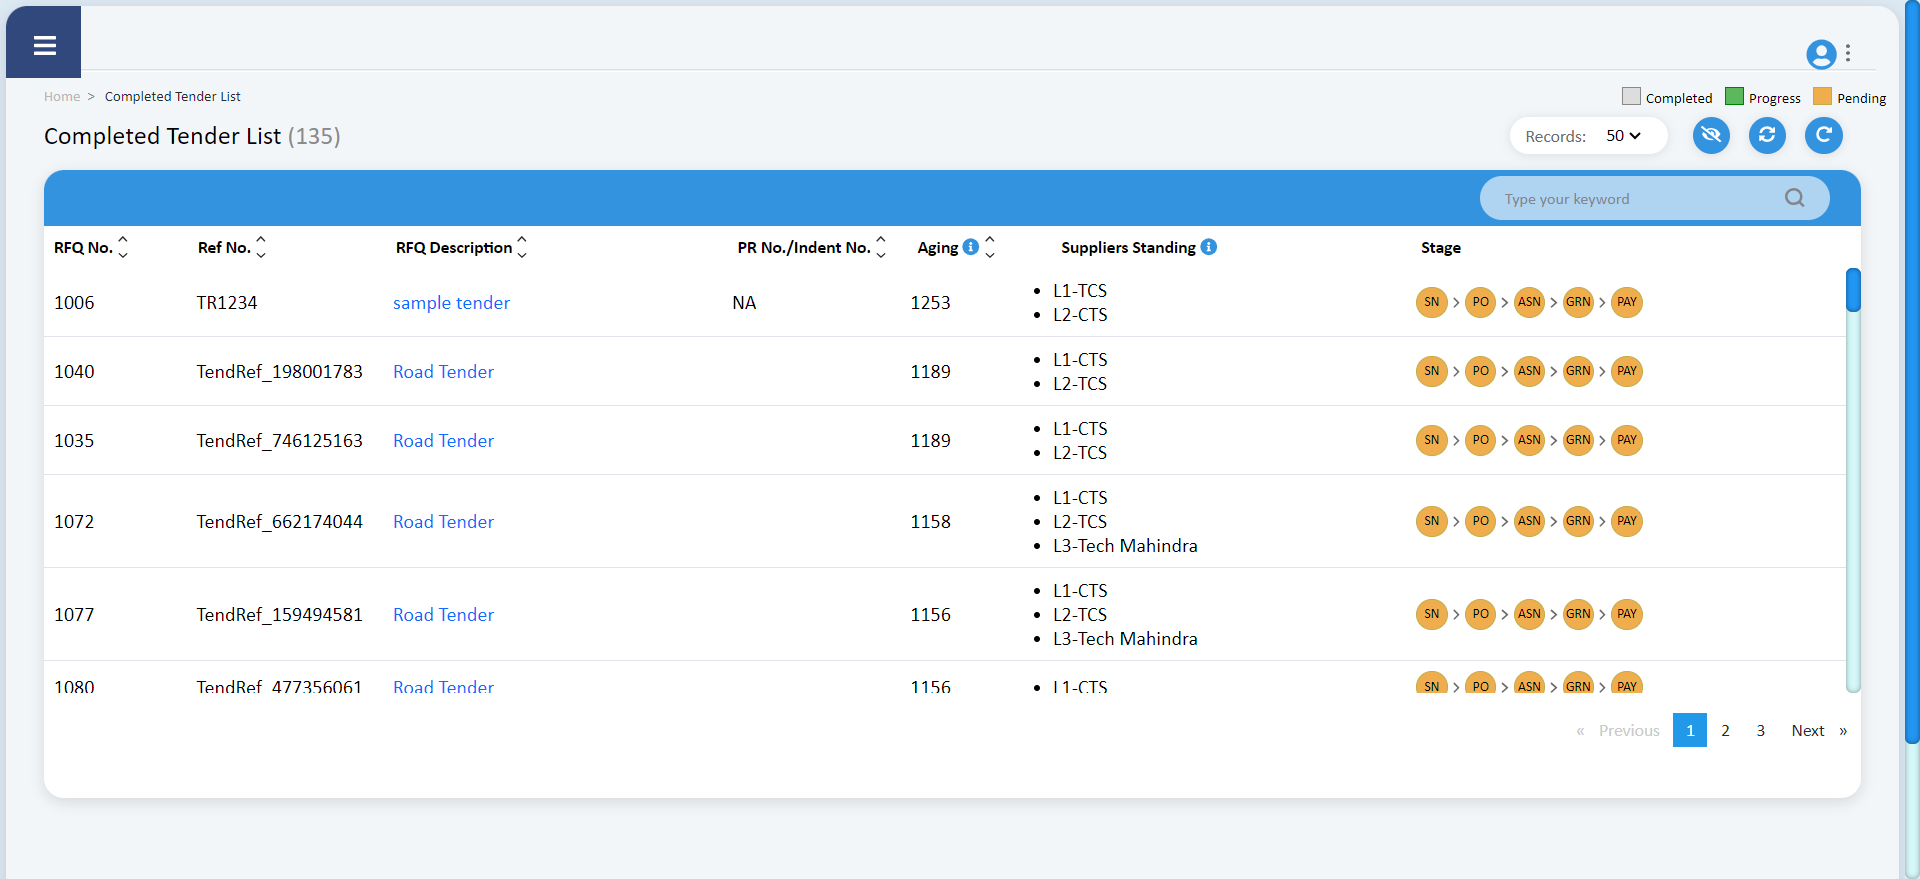 Home > Completed Tender List
Completed Progress Pending
Completed Tender List (135)
Records: 50
Type your keyword
RFQ No. Ref No. RFQ Description PR No./Indent No. Aging Suppliers Standing Stage
1006 TR1234 sample tender NA 1253
L1-TCS
L2-CTS
SN > PO > ASN > GRN > PAY
1040 TendRef_198001783 Road Tender 1189
L1-CTS
L2-TCS
SN > PO > ASN > GRN > PAY
1035 TendRef_746125163 Road Tender 1189
L1-CTS
L2-TCS
SN > PO > ASN > GRN > PAY
1072 TendRef_662174044 Road Tender 1158
L1-CTS
L2-TCS
L3-Tech Mahindra
SN > PO > ASN > GRN > PAY
1077 TendRef_159494581 Road Tender 1156
L1-CTS
L2-TCS
L3-Tech Mahindra
SN > PO > ASN > GRN > PAY
1080 TendRef_477356061 Road Tender 1156
L1-CTS
SN > PO > ASN > GRN > PAY
« Previous 1 2 3 Next »